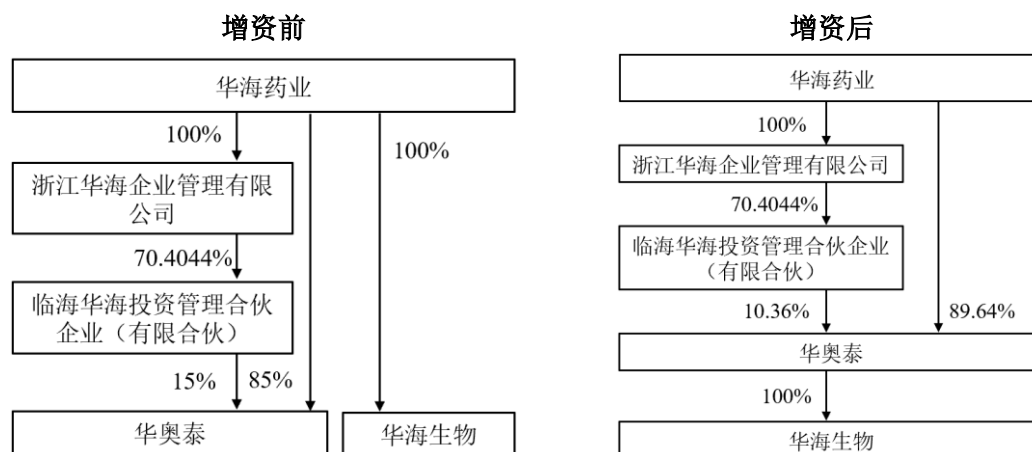 增资前
华海药业
100%
100%
浙江华海企业管理有限
公司
70.4044%
临海华海投资管理合伙
企业（有限合伙）
15%
85%
华奥泰
华海生物
增资后
华海药业
100%
浙江华海企业管理有限公司
70.4044%
临海华海投资管理合伙企业
（有限合伙）
10.36%
89.64%
华奥泰
100%
华海生物